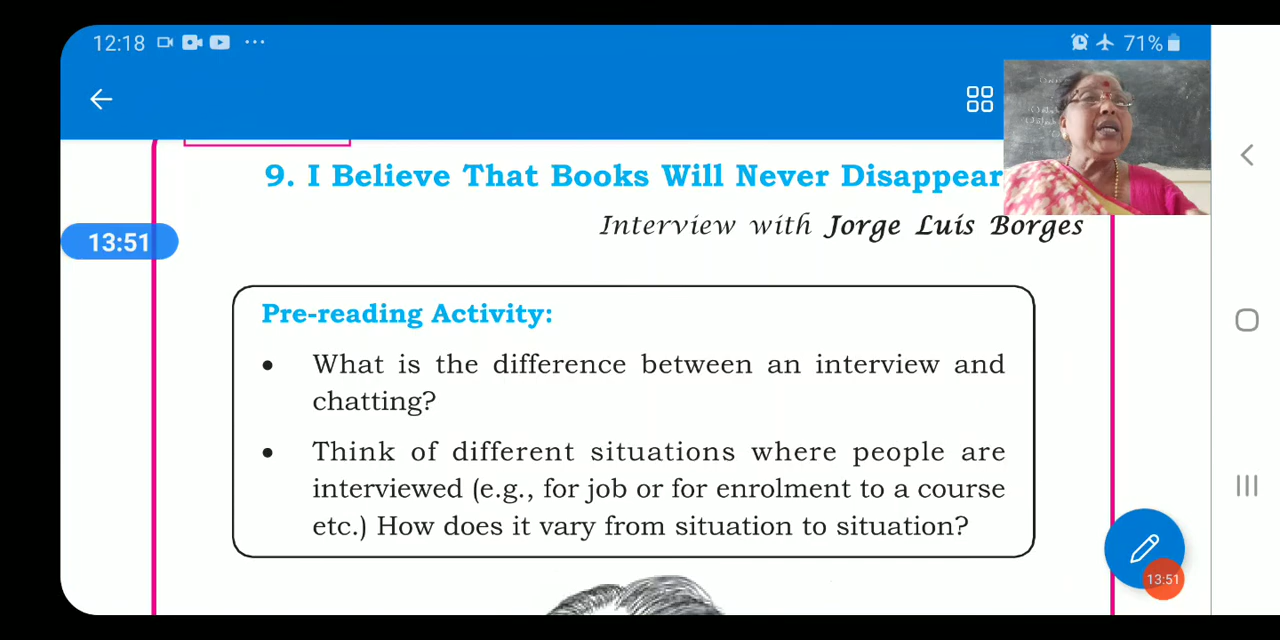 12:18
71%
9. I Believe That Books Will Never Disappear
Interview with Jorge Luis Borges
13:51
Pre-reading Activity:
• What is the difference between an interview and
chatting?
• Think of different situations where people are
interviewed (e.g., for job or for enrolment to a course
etc.) How does it vary from situation to situation?
13:51